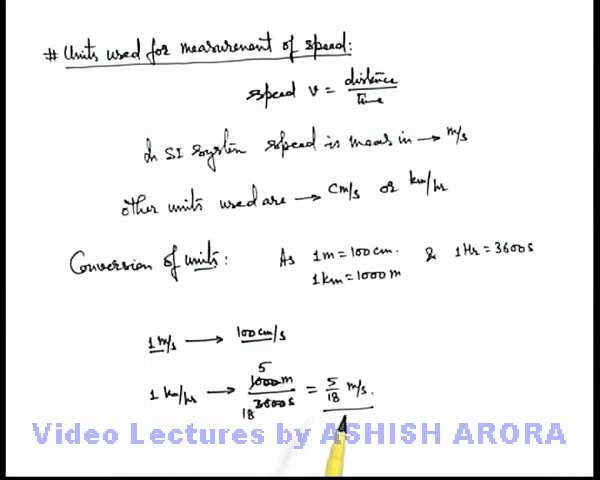 # Units used for measurement of speed:
speed v = distance / Time
In SI system speed is meas in → m/s
other units used are → cm/s or km/hr
Conversion of units: As 1m = 100 cm. & 1Hr = 3600s
1km = 1000 m
1 m/s → 100 cm/s
1 km/hr → 5 1000 m / 18 3600 s = 5/18 m/s.
Video Lectures by ASHISH ARORA